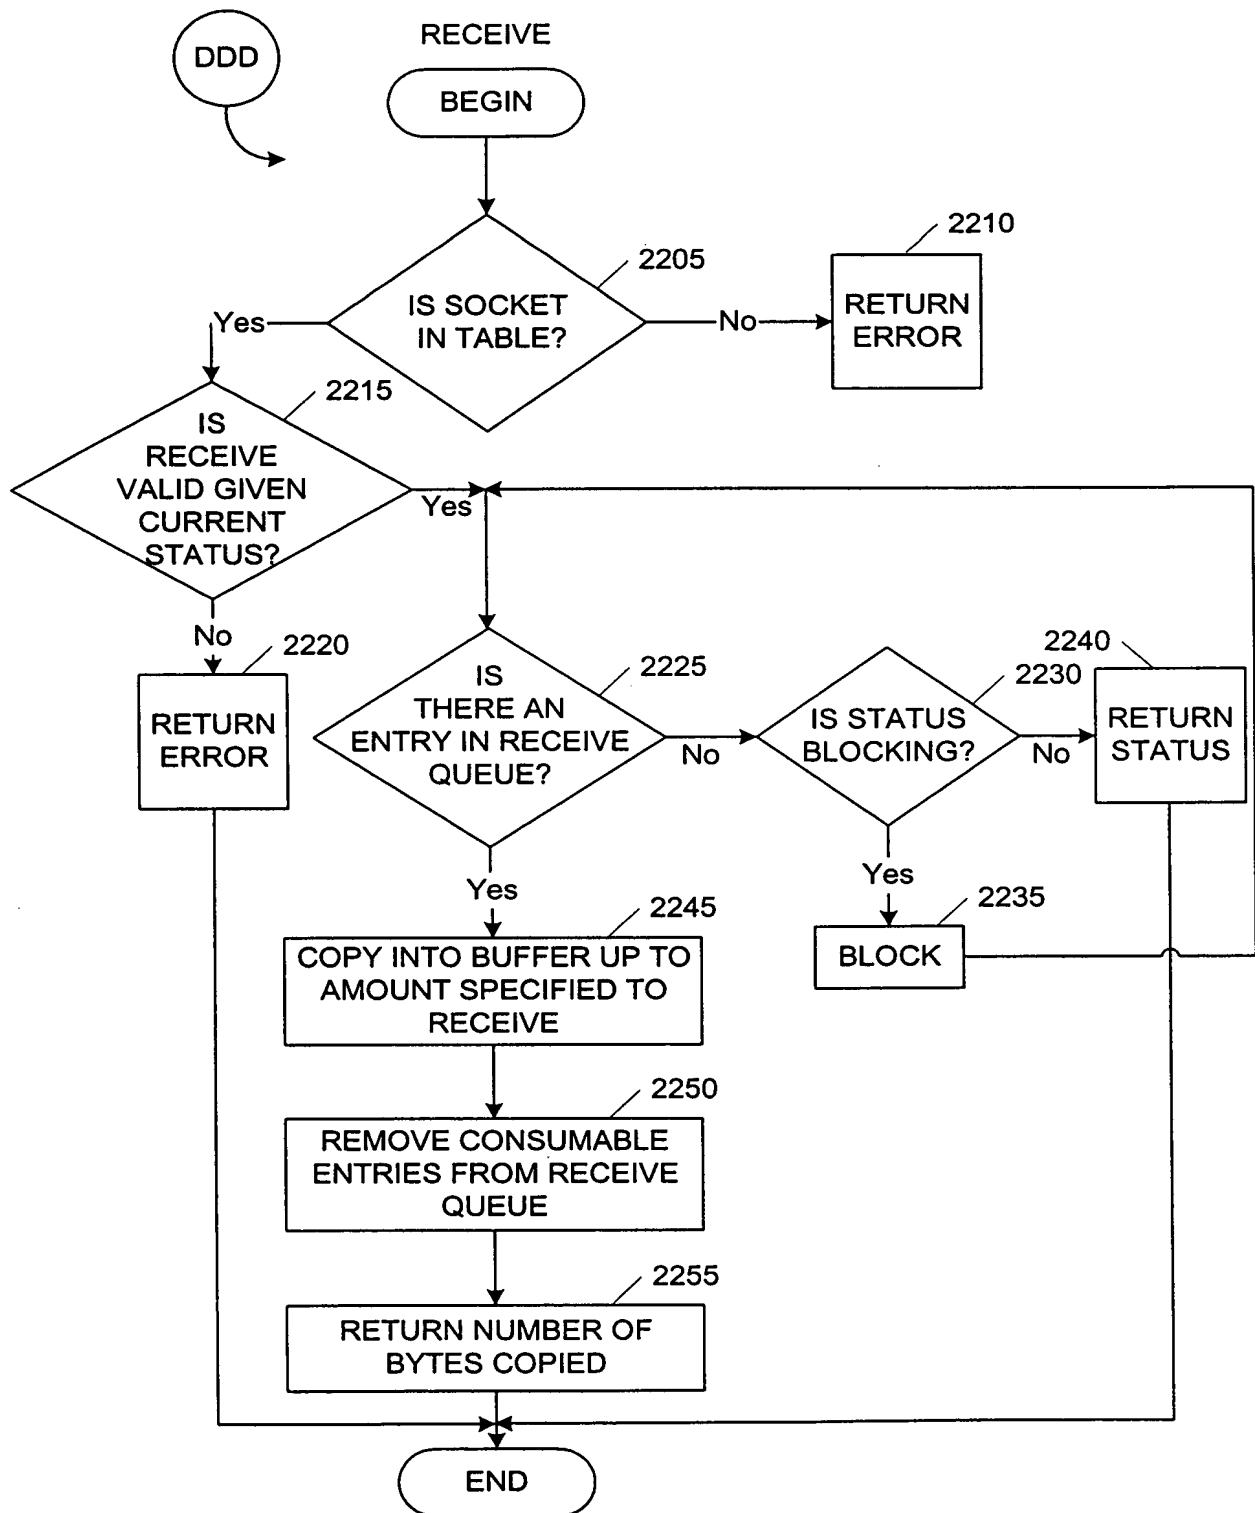 DDD
RECEIVE
BEGIN
2205
2210
IS SOCKET
IN TABLE?
Yes
No
RETURN
ERROR
2215
IS
RECEIVE
VALID GIVEN
CURRENT
STATUS?
Yes
No
2220
RETURN
ERROR
2225
IS
THERE AN
ENTRY IN RECEIVE
QUEUE?
No
2230
IS STATUS
BLOCKING?
No
2240
RETURN
STATUS
Yes
Yes
2235
BLOCK
2245
COPY INTO BUFFER UP TO
AMOUNT SPECIFIED TO
RECEIVE
2250
REMOVE CONSUMABLE
ENTRIES FROM RECEIVE
QUEUE
2255
RETURN NUMBER OF
BYTES COPIED
END